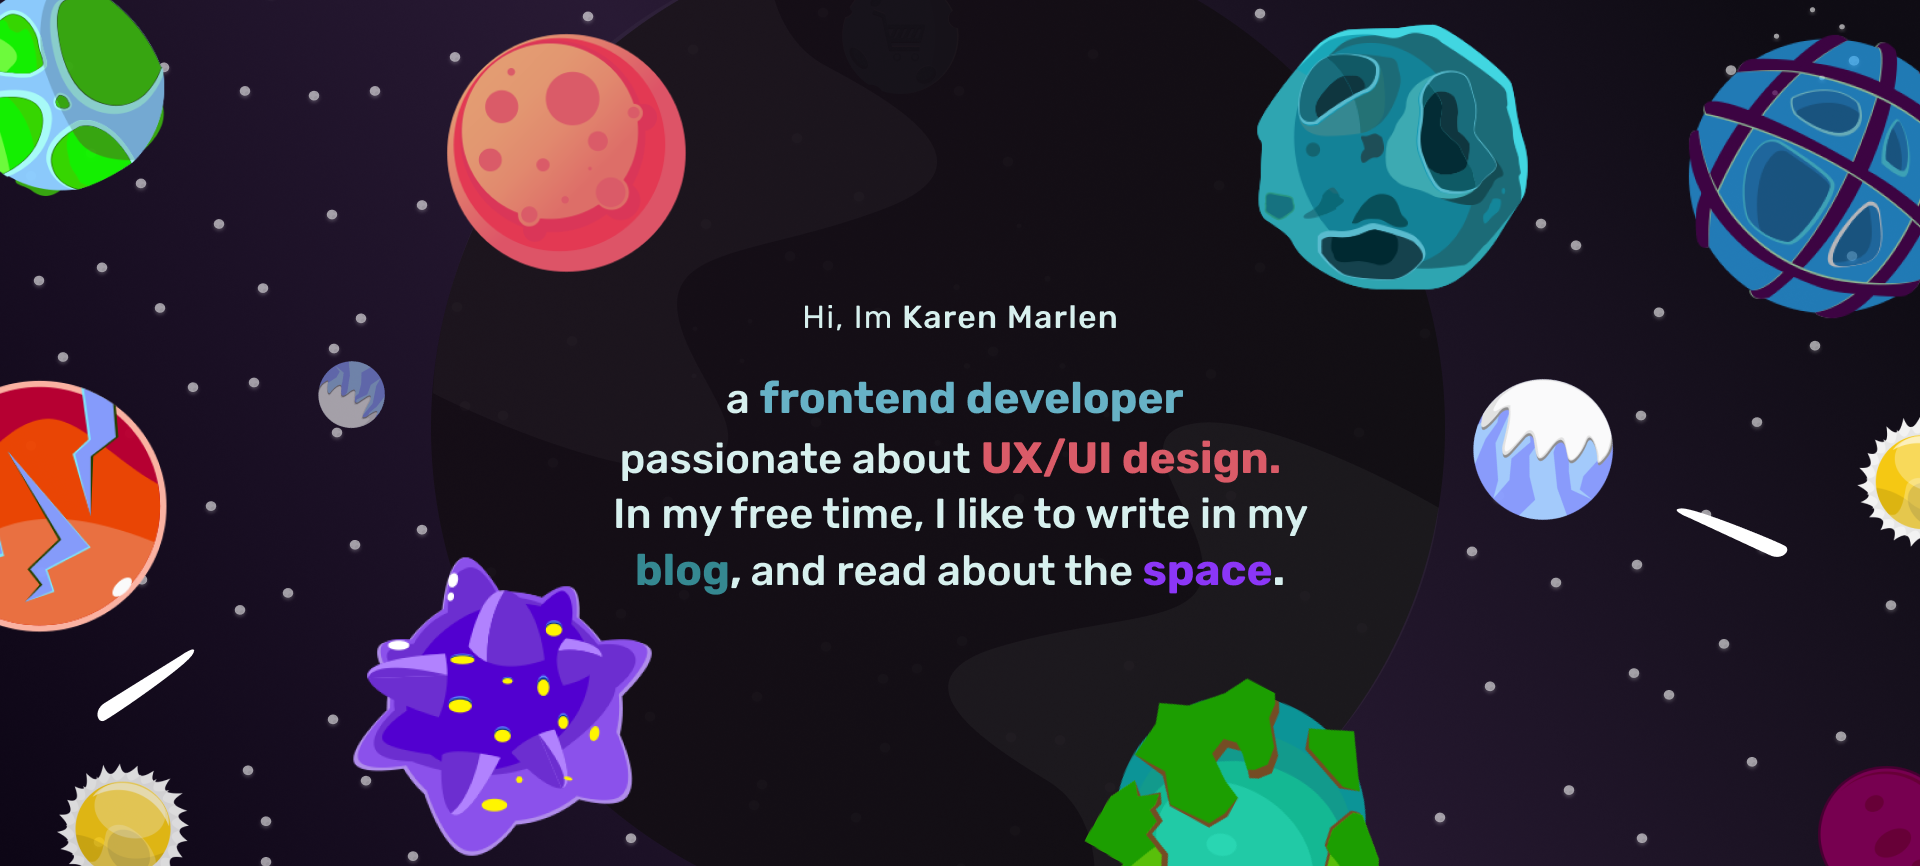 Hi, Im Karen Marlen
a frontend developer
passionate about UX/UI design.
In my free time, I like to write in my
blog, and read about the space.